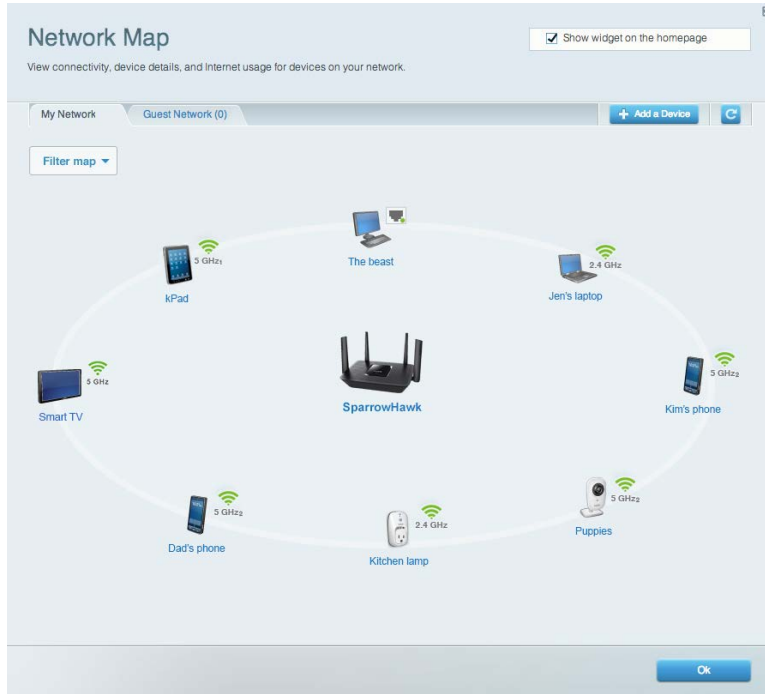 Network Map
Show widget on the homepage
View connectivity, device details, and Internet usage for devices on your network.
My Network
Guest Network (0)
+ Add a Device
Filter map
The beast
5 GHz1
kPad
2.4 GHz
Jen's laptop
5 GHz
Smart TV
SparrowHawk
5 GHz2
Kim's phone
5 GHz2
Dad's phone
2.4 GHz
Kitchen lamp
5 GHz2
Puppies
Ok